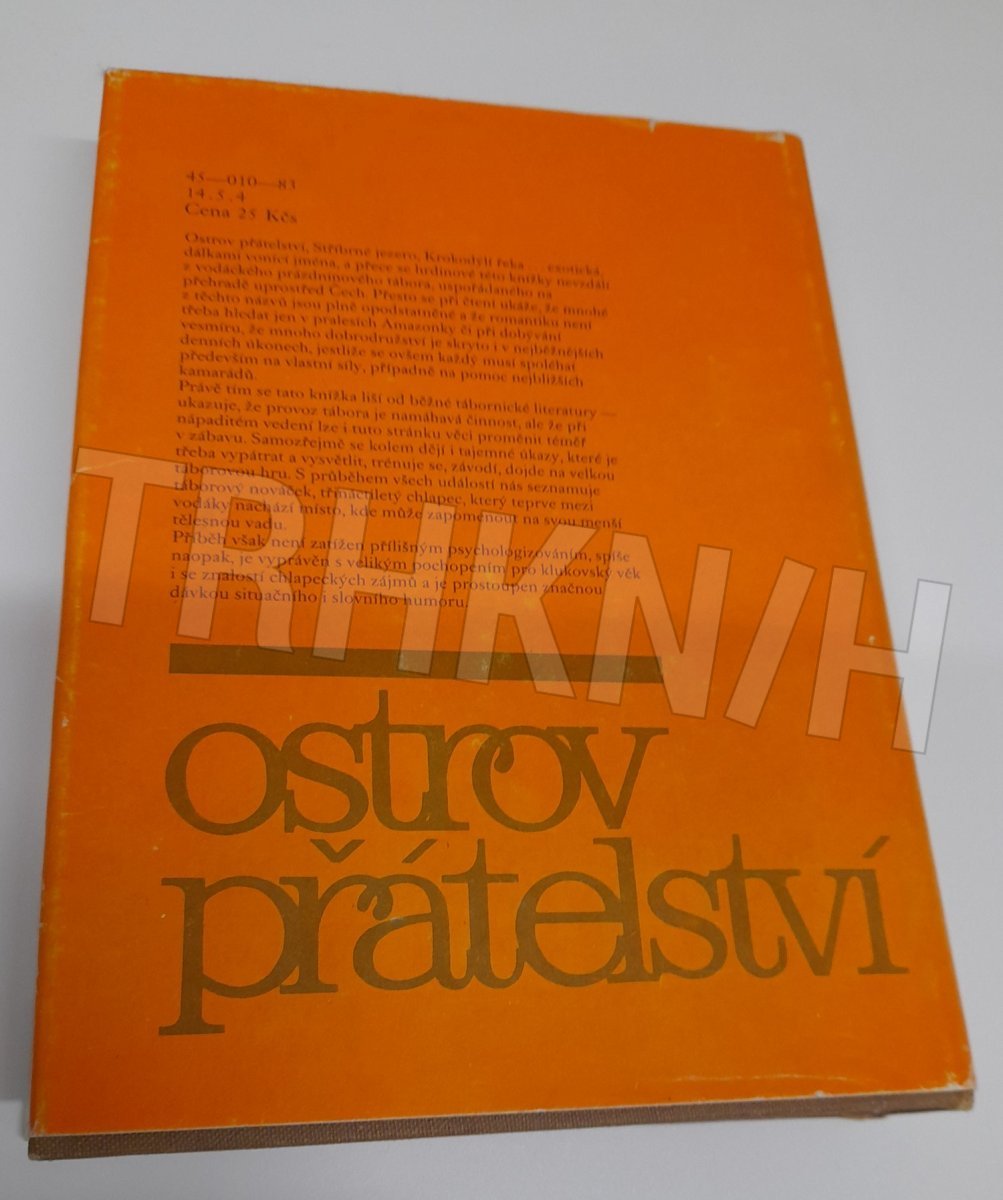 45—010—83
14.5.4
Cena 25 Kčs
Ostrov přátelství, Stříbrné jezero, Krokodýlí řeka ... exotická,
dálkami vonící jména, a přece se hrdinové této knížky nevzdálí
z vodáckého prázdninového tábora, uspořádaného na
přehradě uprostřed Čech. Přesto se při čtení ukáže, že mnohé
z těchto názvů jsou plně opodstatněné a že romantiku není
třeba hledat jen v pralesích Amazonky či při dobývání
vesmíru, že mnoho dobrodružství je skryto i v nejběžnějších
denních úkonech, jestliže se ovšem každý musí spoléhat
především na vlastní síly, případně na pomoc nejbližších
kamarádů.
Právě tím se tato knížka liší od běžné tábornické literatury —
ukazuje, že provoz tábora je namáhavá činnost, ale že při
nápaditém vedení lze i tuto stránku věci proměnit téměř
v zábavu. Samozřejmě se kolem dějí i tajemné úkazy, které je
třeba vypátrat a vysvětlit, trénuje se, závodí, dojde na velkou
táborovou hru. S průběhem všech událostí nás seznamuje
táborový nováček, třináctiletý chlapec, který teprve mezi
vodáky nachází místo, kde může zapomenout na svou menší
tělesnou vadu.
Příběh však není zatížen přílišným psychologizováním, spíše
naopak, je vyprávěn s velikým pochopením pro klukovský věk
i se znalostí chlapeckých zájmů a je prostoupen značnou
dávkou situačního i slovního humoru.
TRHKN/H
ostrov
přátelství